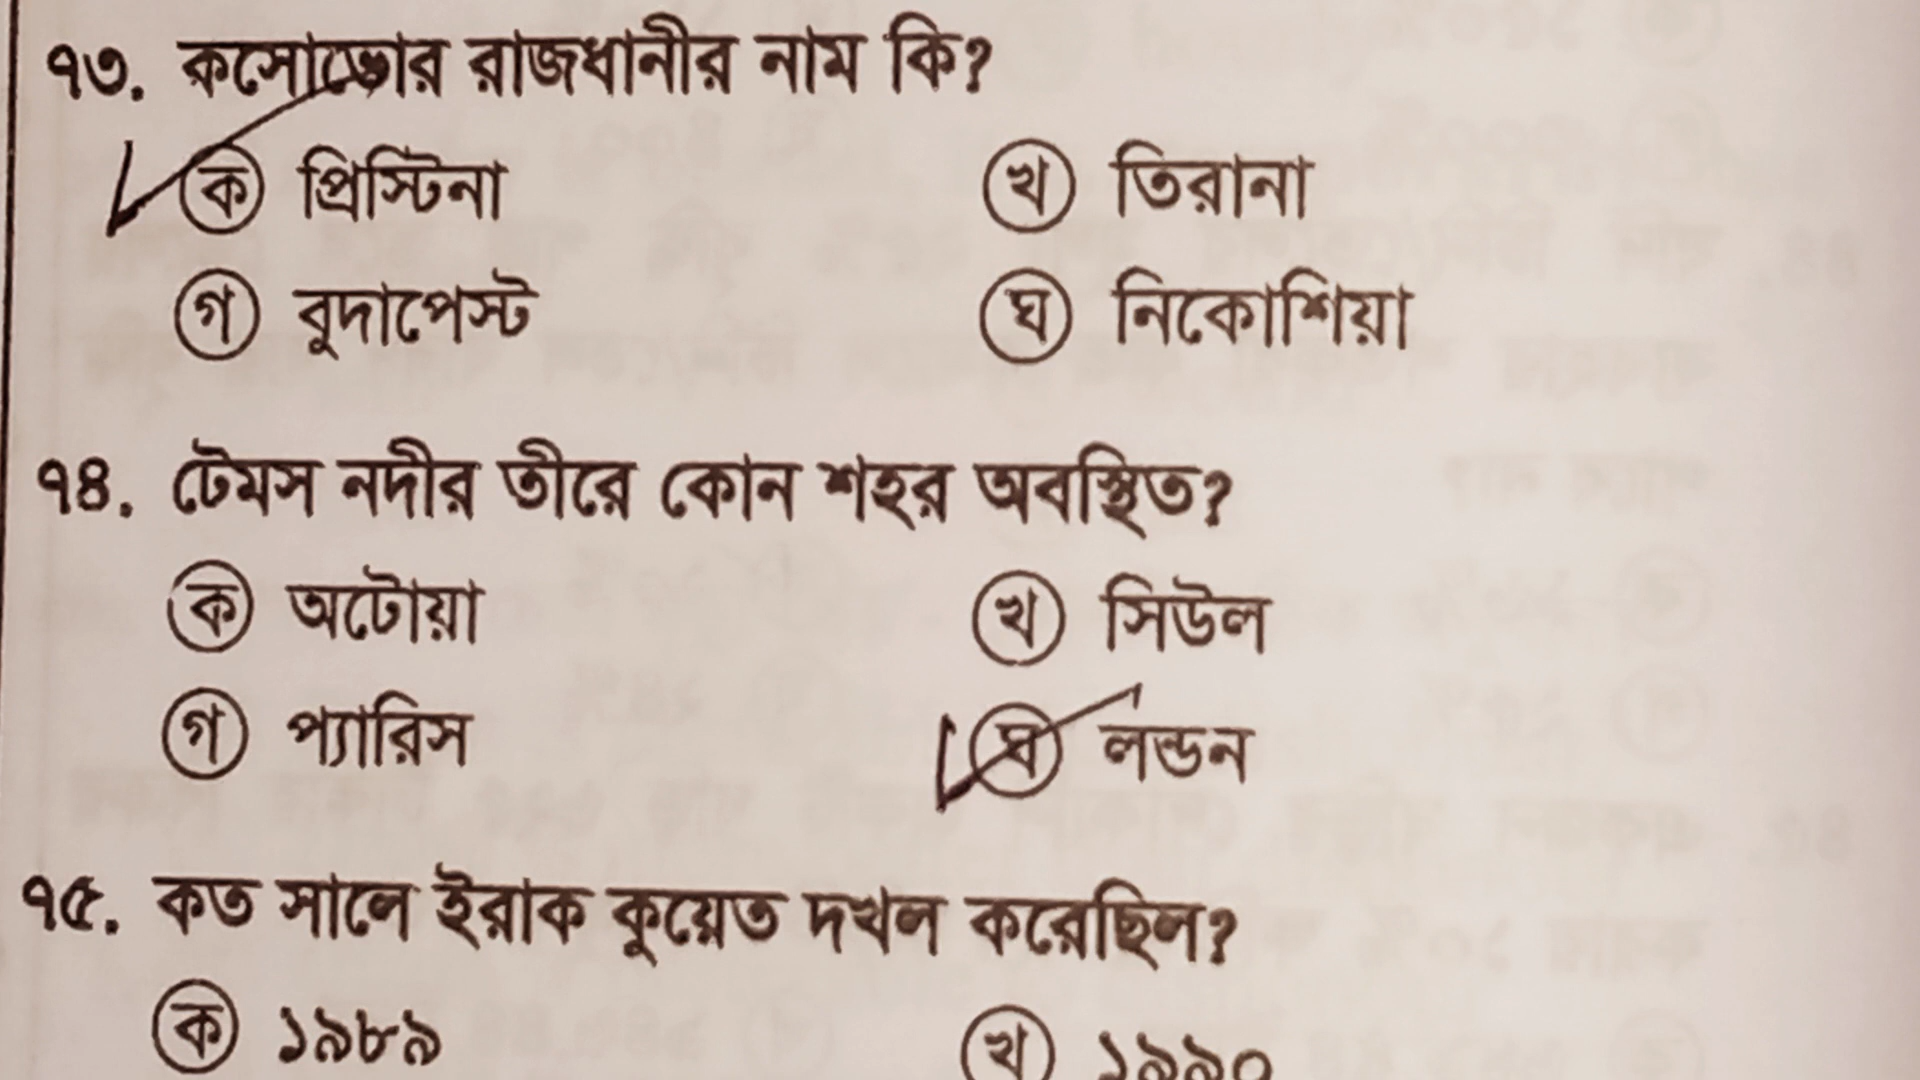 ৭৩. কসোভোর রাজধানীর নাম কি?
ক প্রিস্টিনা খ তিরানা
গ বুদাপেস্ট ঘ নিকোশিয়া
৭৪. টেমস নদীর তীরে কোন শহর অবস্থিত?
ক অটোয়া খ সিউল
গ প্যারিস ঘ লন্ডন
৭৫. কত সালে ইরাক কুয়েত দখল করেছিল?
ক ১৯৮৯ খ ১৯৯০